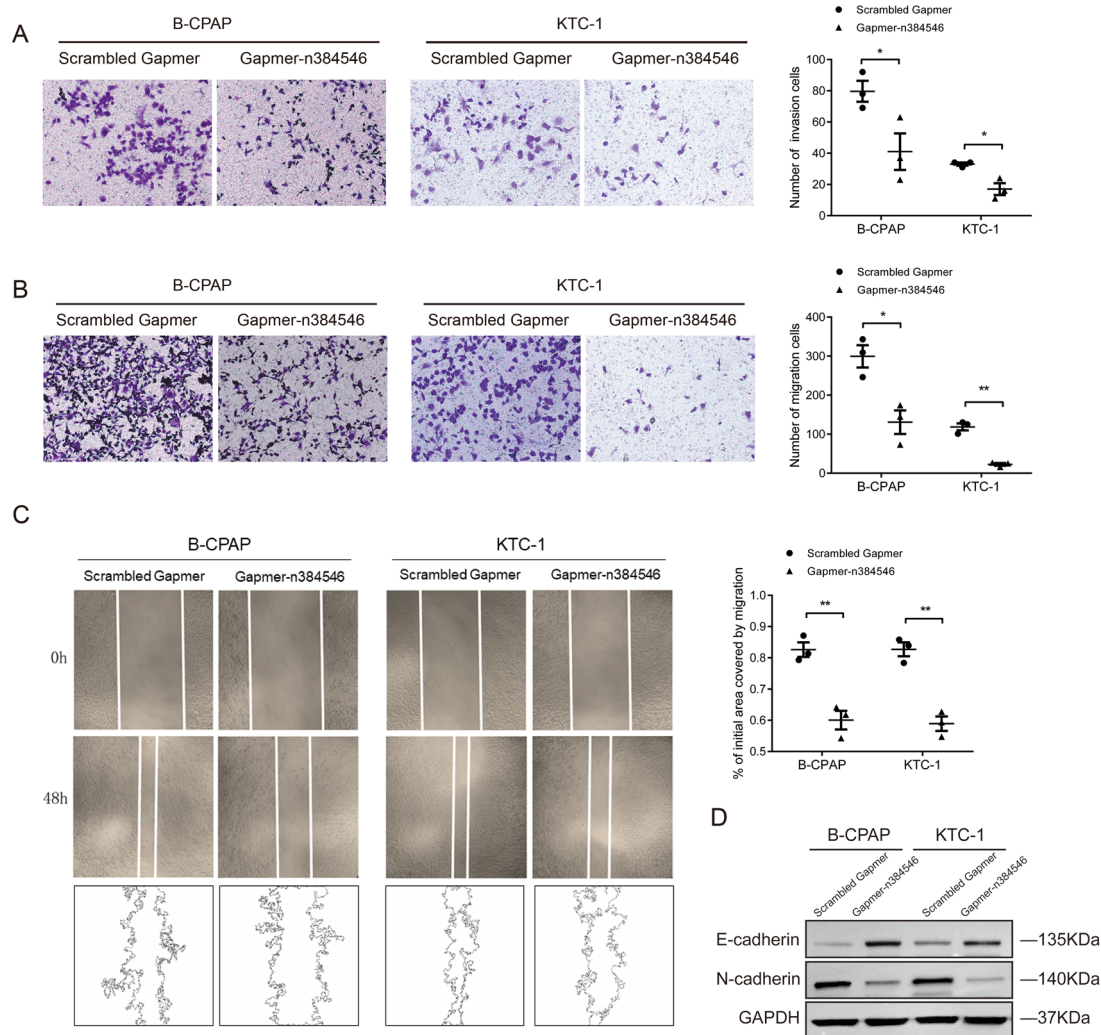 A
B-CPAP
KTC-1
Scrambled Gapmer
Gapmer-n384546
Scrambled Gapmer
Gapmer-n384546
Scrambled Gapmer
Gapmer-n384546
Number of invasion cells
100
80
60
40
20
0
*
*
B-CPAP
KTC-1
B
B-CPAP
KTC-1
Scrambled Gapmer
Gapmer-n384546
Scrambled Gapmer
Gapmer-n384546
Scrambled Gapmer
Gapmer-n384546
Number of migration cells
400
300
200
100
0
*
**
B-CPAP
KTC-1
C
B-CPAP
KTC-1
Scrambled Gapmer
Gapmer-n384546
Scrambled Gapmer
Gapmer-n384546
0h
48h
Scrambled Gapmer
Gapmer-n384546
% of initial area covered by migration
1.0
0.9
0.8
0.7
0.6
0.5
**
**
B-CPAP
KTC-1
D
B-CPAP
KTC-1
Scrambled Gapmer
Gapmer-n384546
Scrambled Gapmer
Gapmer-n384546
E-cadherin
—135KDa
N-cadherin
—140KDa
GAPDH
—37KDa